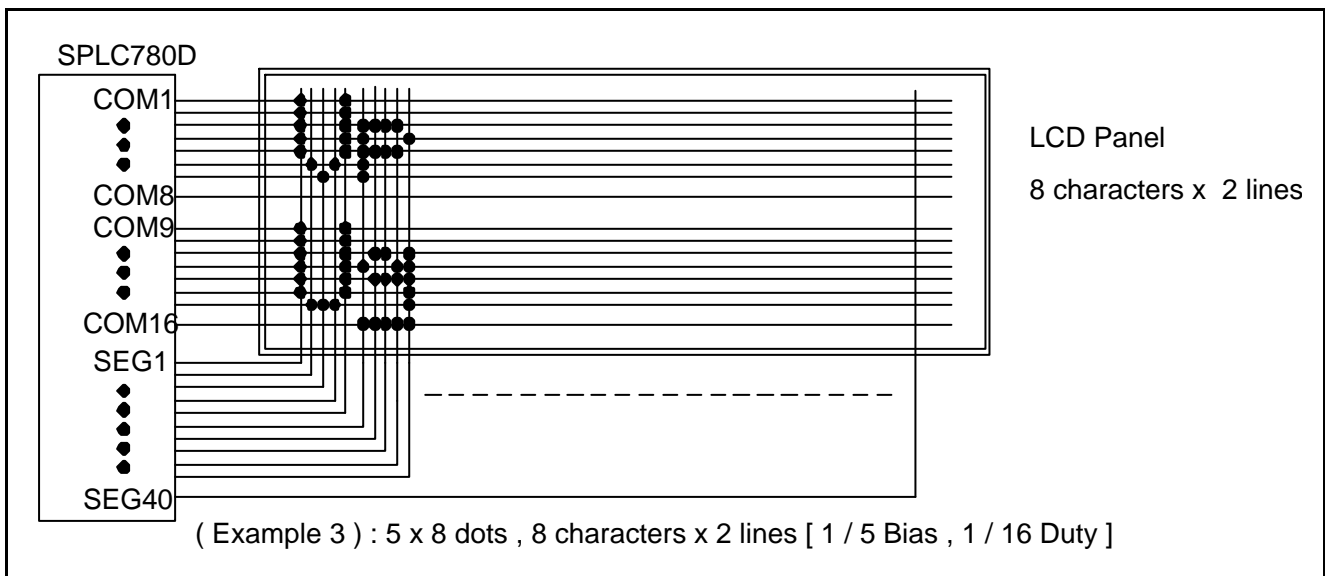 SPLC780D
COM1
COM8
COM9
COM16
SEG1
SEG40
LCD Panel
8 characters x 2 lines
( Example 3 ) : 5 x 8 dots , 8 characters x 2 lines [ 1 / 5 Bias , 1 / 16 Duty ]